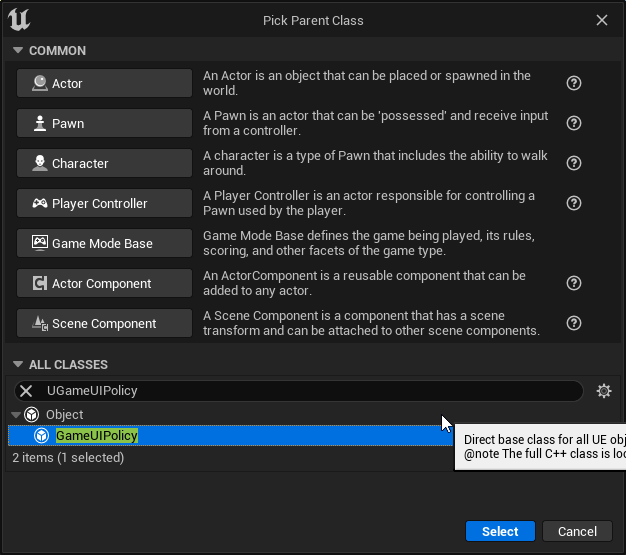 Pick Parent Class
COMMON
Actor
An Actor is an object that can be placed or spawned in the
world.
Pawn
A Pawn is an actor that can be 'possessed' and receive input
from a controller.
Character
A character is a type of Pawn that includes the ability to walk
around.
Player Controller
A Player Controller is an actor responsible for controlling a
Pawn used by the player.
Game Mode Base
Game Mode Base defines the game being played, its rules,
scoring, and other facets of the game type.
Actor Component
An ActorComponent is a reusable component that can be
added to any actor.
Scene Component
A Scene Component is a component that has a scene
transform and can be attached to other scene components.
ALL CLASSES
UGameUIPolicy
Object
GameUIPolicy
Direct base class for all UE obj
@note The full C++ class is loc
2 items (1 selected)
Select
Cancel